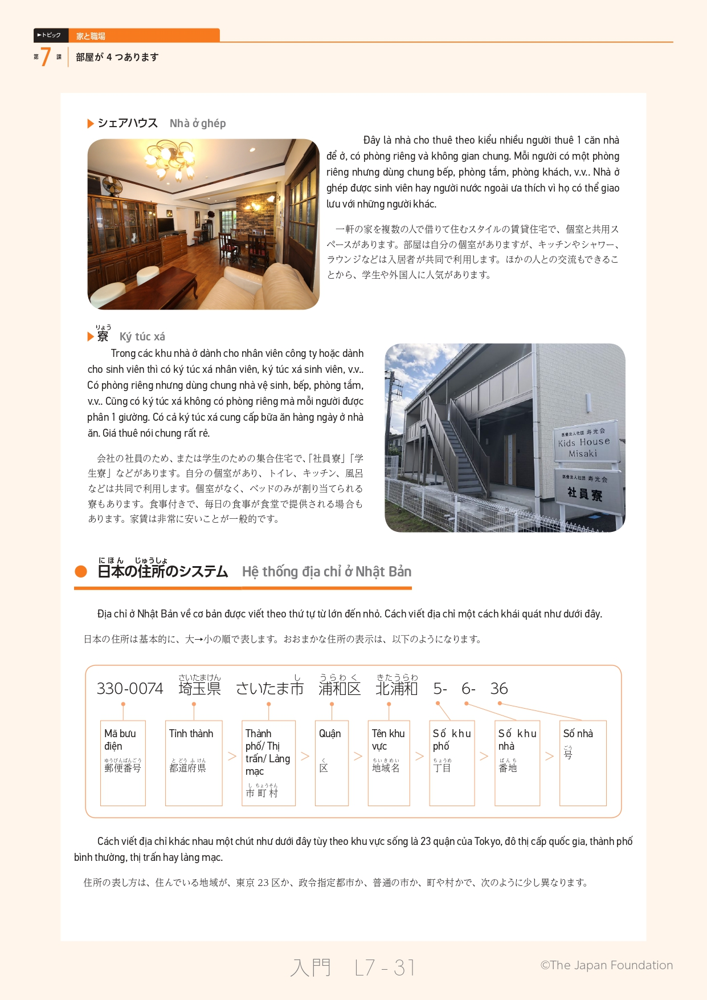 ▶トピック 家と職場
第7課 部屋が 4 つあります
シェアハウス Nhà ở ghép
Đây là nhà cho thuê theo kiểu nhiều người thuê 1 căn nhà
để ở, có phòng riêng và không gian chung. Mỗi người có một phòng
riêng nhưng dùng chung bếp, phòng tắm, phòng khách, v.v.. Nhà ở
ghép được sinh viên hay người nước ngoài ưa thích vì họ có thể giao
lưu với những người khác.
一軒の家を複数の人で借りて住むスタイルの賃貸住宅で、個室と共用ス
ペースがあります。部屋は自分の個室がありますが、キッチンやシャワー、
ラウンジなどは入居者が共同で利用します。ほかの人との交流もできるこ
とから、学生や外国人に人気があります。
りょう
寮 Ký túc xá
Trong các khu nhà ở dành cho nhân viên công ty hoặc dành
cho sinh viên thì có ký túc xá nhân viên, ký túc xá sinh viên, v.v..
Có phòng riêng nhưng dùng chung nhà vệ sinh, bếp, phòng tắm,
v.v.. Cũng có ký túc xá không có phòng riêng mà mỗi người được
phân 1 giường. Có cả ký túc xá cung cấp bữa ăn hàng ngày ở nhà
ăn. Giá thuê nói chung rất rẻ.
会社の社員のため、または学生のための集合住宅で、「社員寮」「学
生寮」などがあります。自分の個室があり、トイレ、キッチン、風呂
などは共同で利用します。個室がなく、ベッドのみが割り当てられる
寮もあります。食事付きで、毎日の食事が食堂で提供される場合も
あります。家賃は非常に安いことが一般的です。
医療法人社団 寿光会
Kids House
Misaki
医療法人社団 寿光会
社員寮
にほん じゅうしょ
日本の住所のシステム Hệ thống địa chỉ ở Nhật Bản
Địa chỉ ở Nhật Bản về cơ bản được viết theo thứ tự từ lớn đến nhỏ. Cách viết địa chỉ một cách khái quát như dưới đây.
日本の住所は基本的に、大→小の順で表します。おおまかな住所の表示は、以下のようになります。
さいたまけん し うらわ く きたうらわ
330-0074 埼玉県 さいたま市 浦和区 北浦和 5- 6- 36
Mã bưu
điện
ゆうびんばんごう
郵便番号
Tỉnh thành
と どう ふ けん
都道府県
>
Thành
phố/ Thị
trấn/ Làng
mạc
し ちょうそん
市町村
>
Quận
く
区
>
Tên khu
vực
ちいきめい
地域名
>
Số khu
phố
ちょうめ
丁目
>
Số khu
nhà
ばんち
番地
>
Số nhà
ごう
号
Cách viết địa chỉ khác nhau một chút như dưới đây tùy theo khu vực sống là 23 quận của Tokyo, đô thị cấp quốc gia, thành phố
bình thường, thị trấn hay làng mạc.
住所の表し方は、住んでいる地域が、東京 23 区か、政令指定都市か、普通の市か、町や村かで、次のように少し異なります。
入門 L7 - 31
©The Japan Foundation